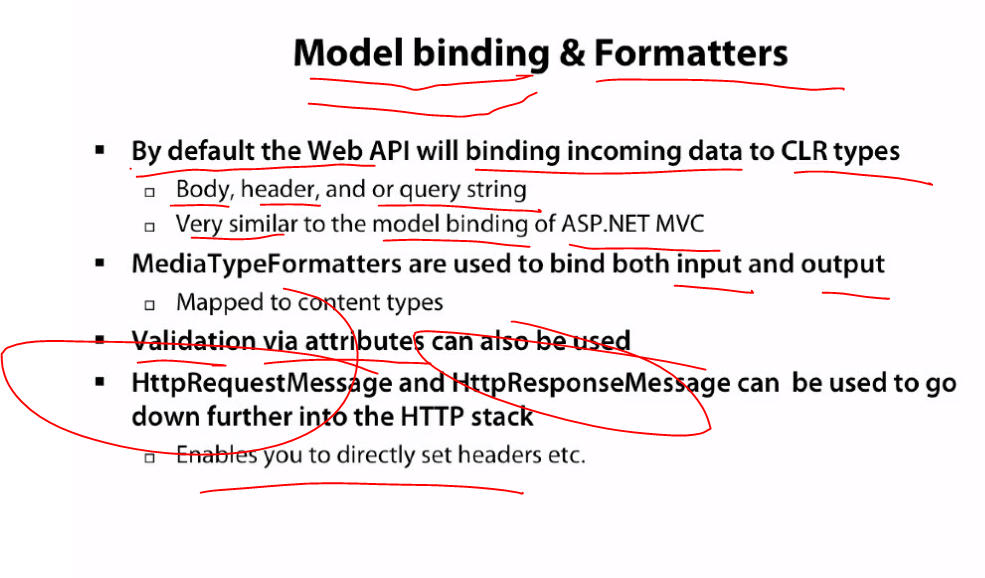 Model binding & Formatters
▪ By default the Web API will binding incoming data to CLR types
▫ Body, header, and or query string
▫ Very similar to the model binding of ASP.NET MVC
▪ MediaTypeFormatters are used to bind both input and output
▫ Mapped to content types
▪ Validation via attributes can also be used
▪ HttpRequestMessage and HttpResponseMessage can be used to go
down further into the HTTP stack
▫ Enables you to directly set headers etc.